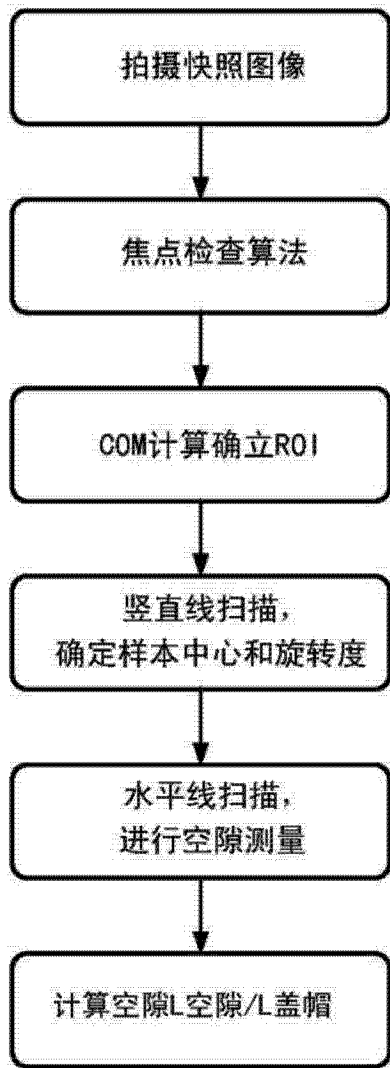 拍摄快照图像
焦点检查算法
COM计算确立ROI
竖直线扫描,
确定样本中心和旋转度
水平线扫描,
进行空隙测量
计算空隙L空隙/L盖帽